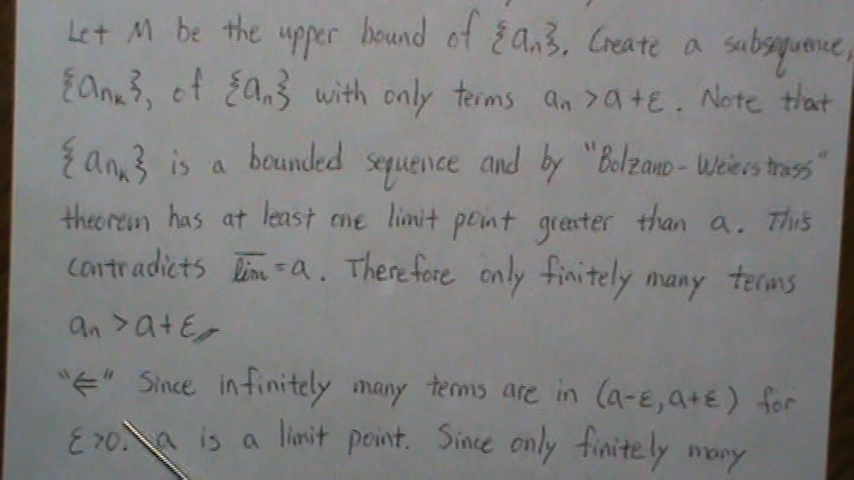 Let M be the upper bound of {aₙ}. Create a subsequence,
{aₙₖ}, of {aₙ} with only terms aₙ > a+ε. Note that
{aₙₖ} is a bounded sequence and by "Bolzano-Weierstrass"
theorem has at least one limit point greater than a. This
contradicts l̅i̅m̅ = a. Therefore only finitely many terms
aₙ > a+ε
"⇐" Since infinitely many terms are in (a-ε, a+ε) for
ε>0. a is a limit point. Since only finitely many